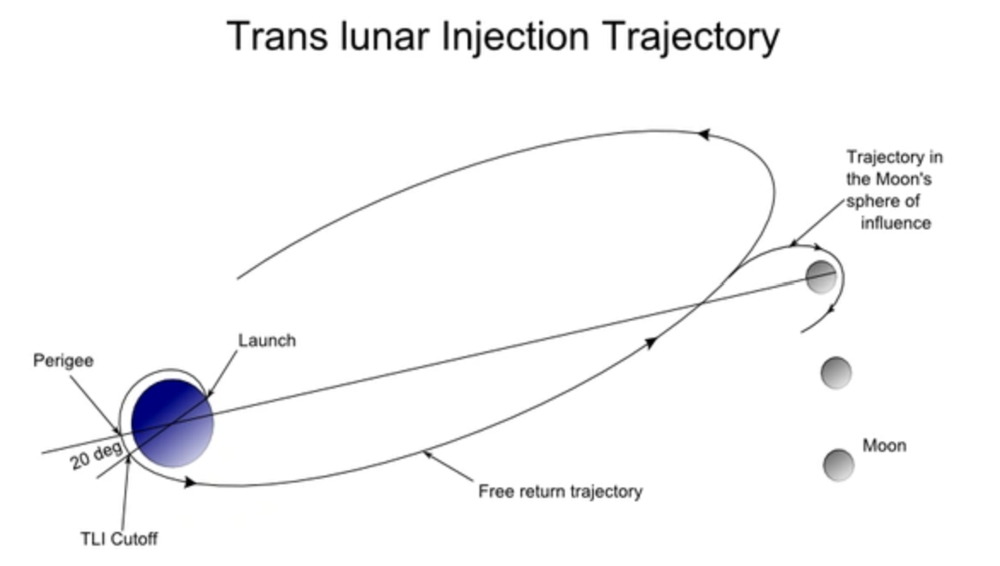 Trans lunar Injection Trajectory
Trajectory in
the Moon's
sphere of
influence
Launch
Perigee
20 deg
Moon
Free return trajectory
TLI Cutoff